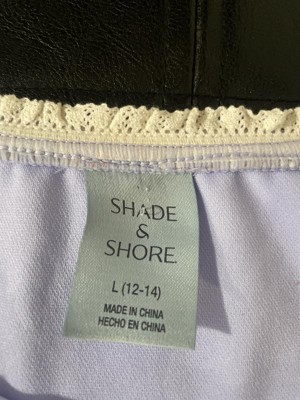 SHADE
&
SHORE.
L (12-14)
MADE IN CHINA
HECHO EN CHINA